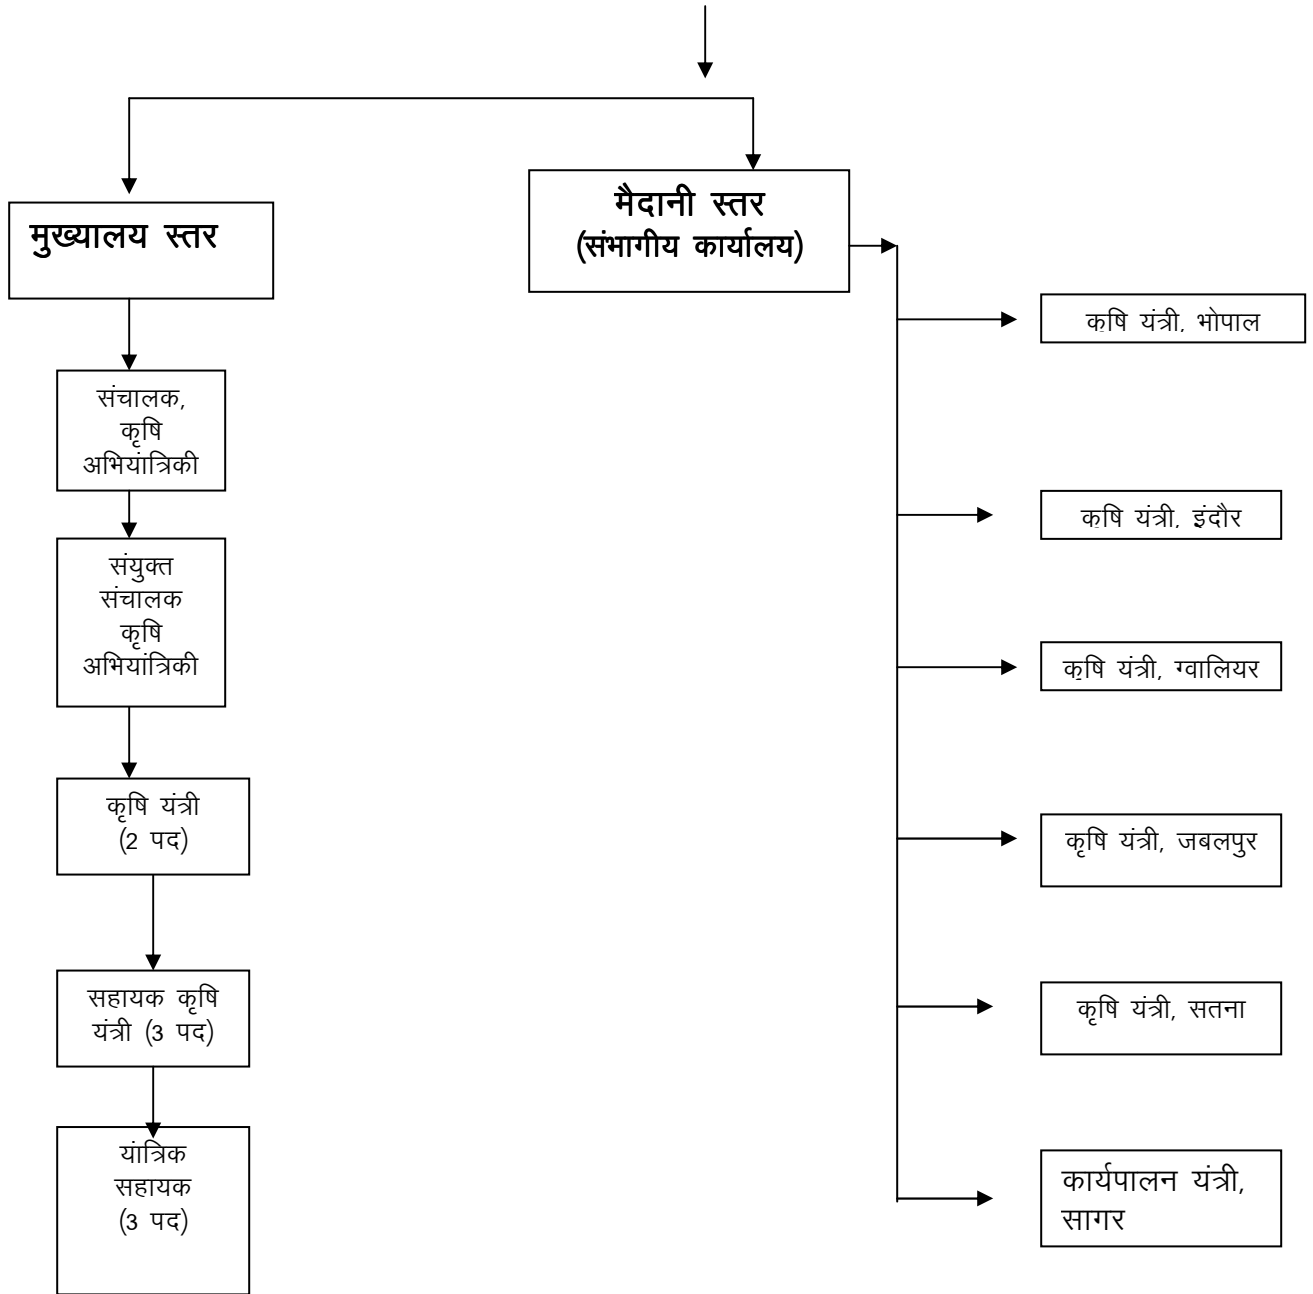 मुख्यालय स्तर
मैदानी स्तर
(संभागीय कार्यालय)
संचालक,
कृषि
अभियांत्रिकी
संयुक्त
संचालक
कृषि
अभियांत्रिकी
कृषि यंत्री
(2 पद)
सहायक कृषि
यंत्री (3 पद)
यांत्रिक
सहायक
(3 पद)
कृषि यंत्री, भोपाल
कृषि यंत्री, इंदौर
कृषि यंत्री, ग्वालियर
कृषि यंत्री, जबलपुर
कृषि यंत्री, सतना
कार्यपालन यंत्री,
सागर